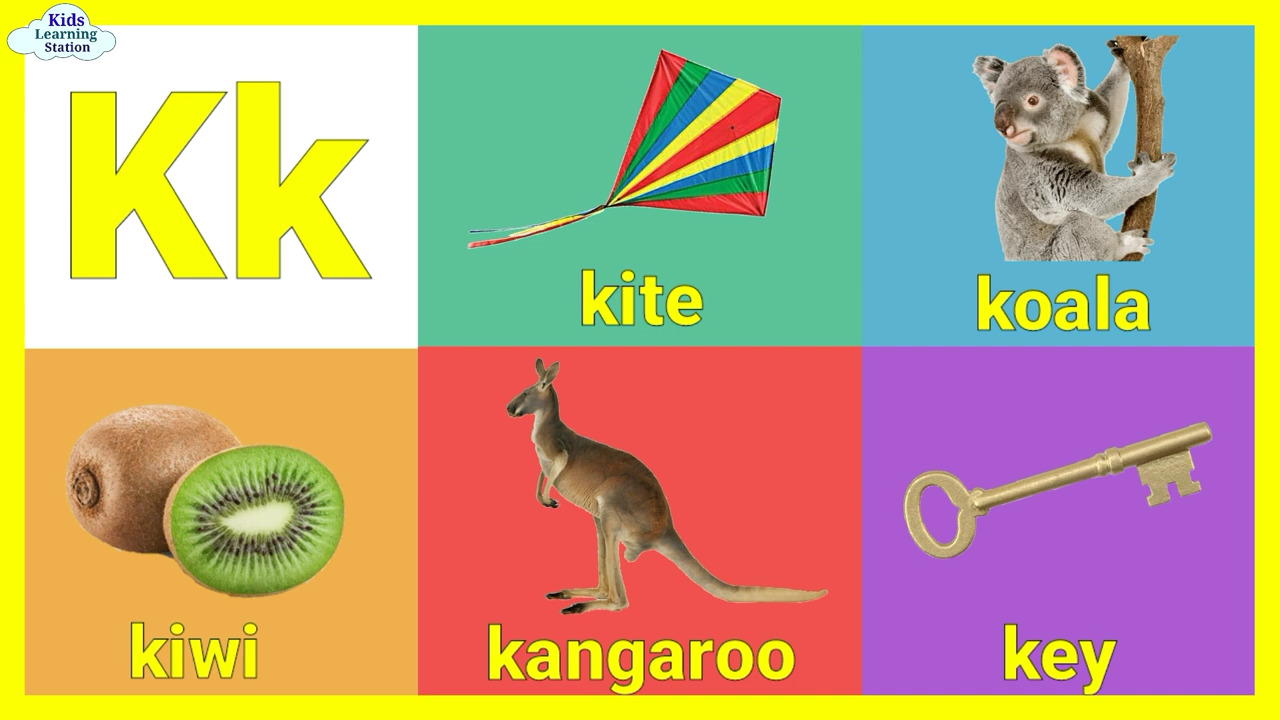 Kids
Learning
Station
Kk
kite
koala
kiwi
kangaroo
key